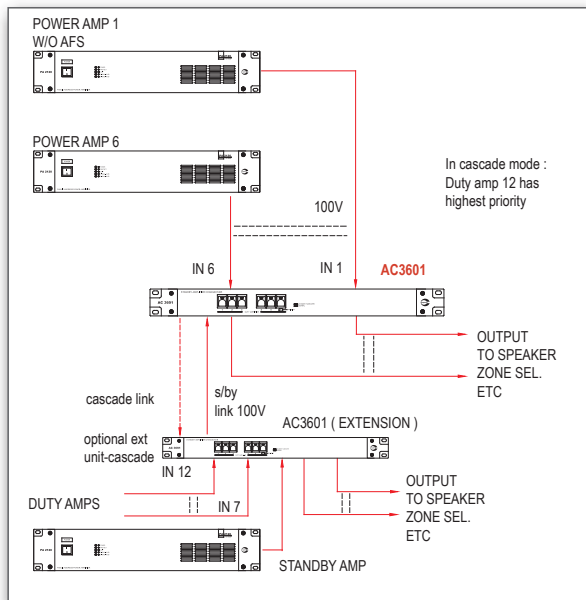 POWER AMP 1
W/O AFS
POWER AMP 6
In cascade mode :
Duty amp 12 has
highest priority
100V
IN 6
IN 1
AC3601
AC 3601
OUTPUT
TO SPEAKER
ZONE SEL.
ETC
cascade link
s/by
link 100V
AC3601 ( EXTENSION )
optional ext
unit-cascade
IN 12
OUTPUT
TO SPEAKER
ZONE SEL.
ETC
DUTY AMPS
IN 7
STANDBY AMP